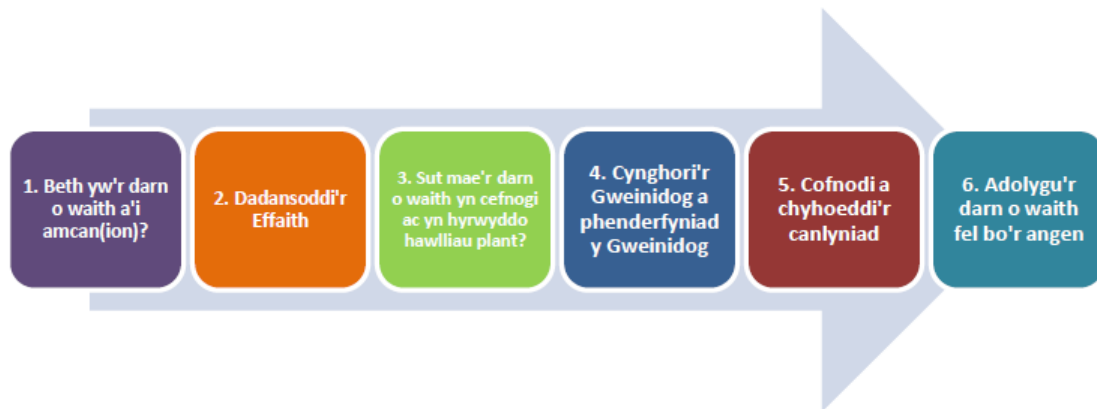 1. Beth yw'r darn
o waith a'i
amcan(ion)?
2. Dadansoddi'r
Effaith
3. Sut mae'r darn
o waith yn cefnogi
ac yn hyrwyddo
hawlliau plant?
4. Cynghori'r
Gweinidog a
phenderfyniad
y Gweinidog
5. Cofnodi a
chyhoeddi'r
canlyniad
6. Adolygu'r
darn o waith
fel bo'r angen